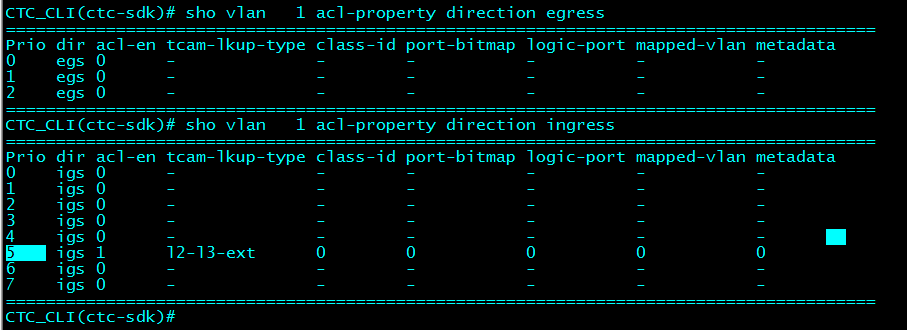 CTC_CLI(ctc-sdk)# sho vlan   1 acl-property direction egress
=======================================================================================
Prio dir acl-en tcam-lkup-type class-id port-bitmap logic-port mapped-vlan metadata
0    egs 0      -              -        -           -          -           -
1    egs 0      -              -        -           -          -           -
2    egs 0      -              -        -           -          -           -
=======================================================================================
CTC_CLI(ctc-sdk)# sho vlan   1 acl-property direction ingress
=======================================================================================
Prio dir acl-en tcam-lkup-type class-id port-bitmap logic-port mapped-vlan metadata
0    igs 0      -              -        -           -          -           -
1    igs 0      -              -        -           -          -           -
2    igs 0      -              -        -           -          -           -
3    igs 0      -              -        -           -          -           -
4    igs 0      -              -        -           -          -           -
5    igs 1      l2-l3-ext      0        0           0          0           0
6    igs 0      -              -        -           -          -           -
7    igs 0      -              -        -           -          -           -
=======================================================================================
CTC_CLI(ctc-sdk)#